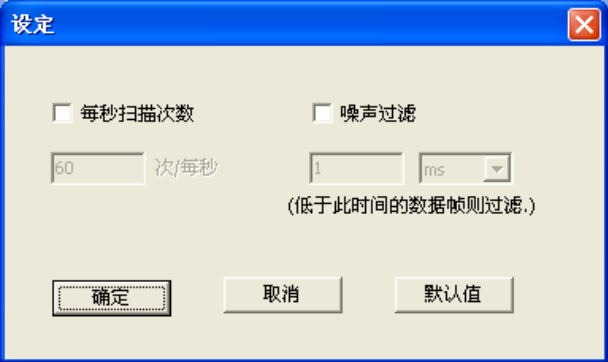 设定
每秒扫描次数 噪声过滤
60 次/每秒 1 ms
(低于此时间的数据帧则过滤.)
确定 取消 默认值